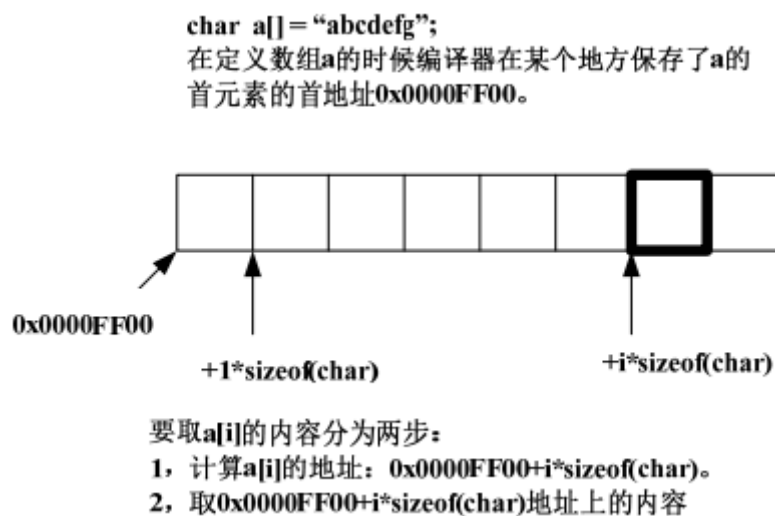 char a[] = “abcdefg”;
在定义数组a的时候编译器在某个地方保存了a的
首元素的首地址0x0000FF00。
0x0000FF00
+1*sizeof(char)
+i*sizeof(char)
要取a[i]的内容分为两步：
1，计算a[i]的地址：0x0000FF00+i*sizeof(char)。
2，取0x0000FF00+i*sizeof(char)地址上的内容